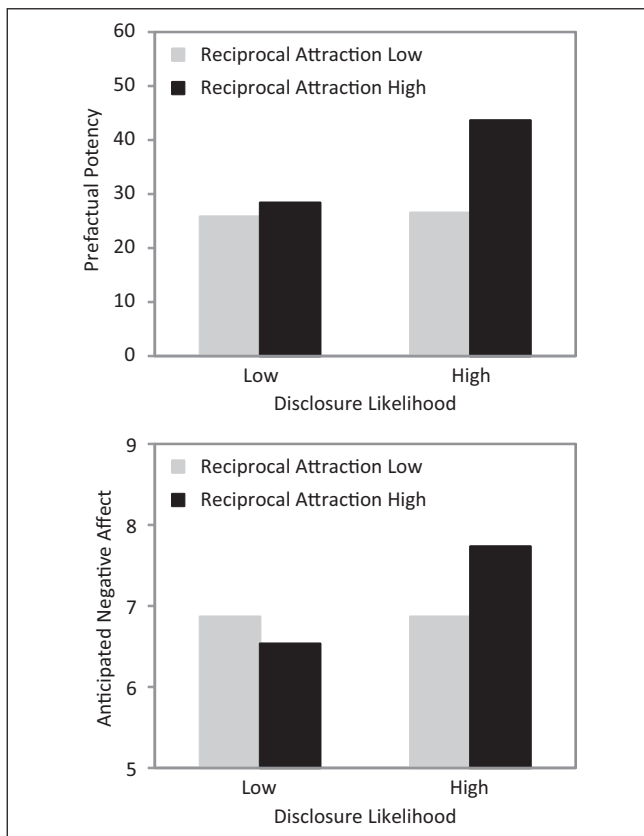 60
50
40
30
20
10
0
Prefactual Potency
Reciprocal Attraction Low
Reciprocal Attraction High
Low High
Disclosure Likelihood
9
8
7
6
5
Anticipated Negative Affect
Reciprocal Attraction Low
Reciprocal Attraction High
Low High
Disclosure Likelihood